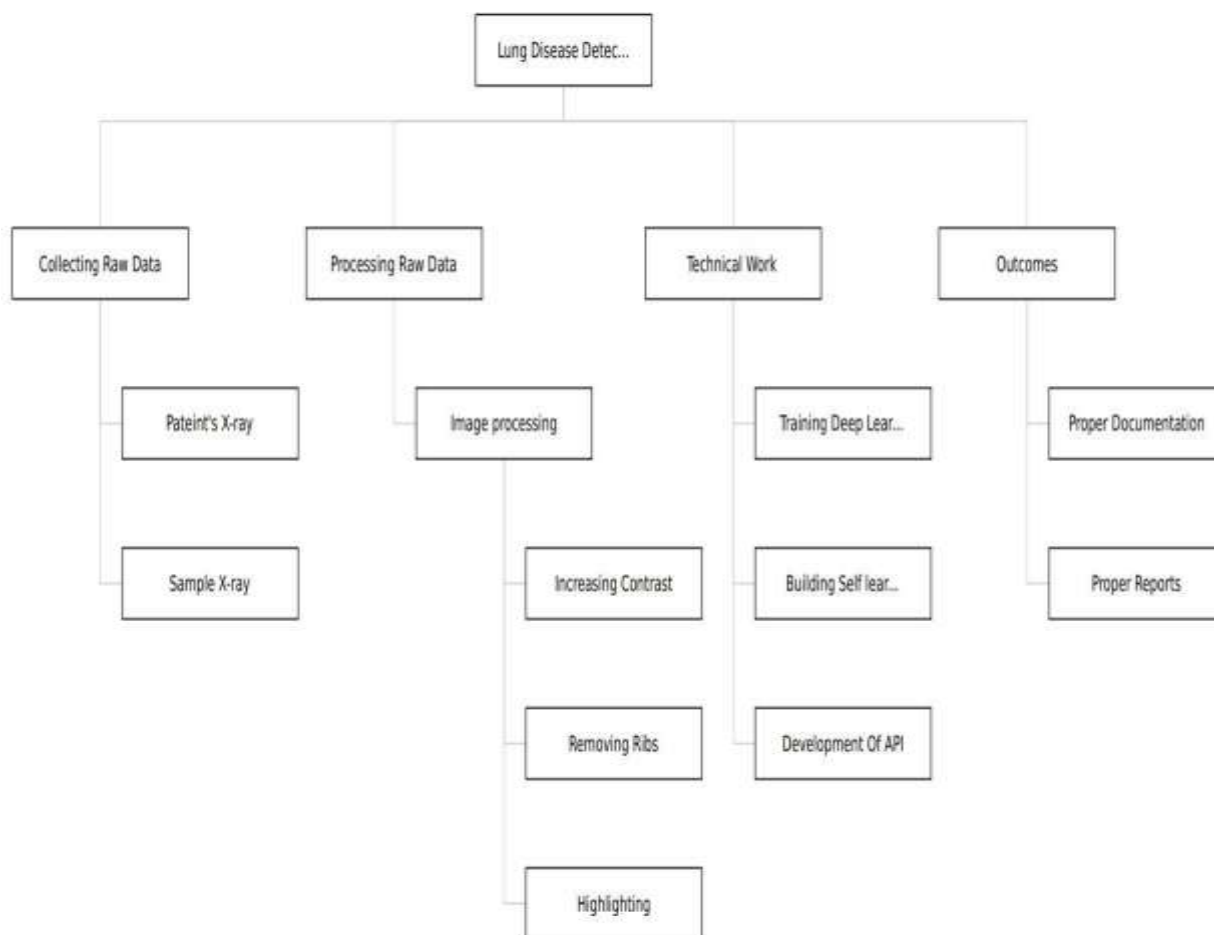 Lung Disease Detec...
Collecting Raw Data
Processing Raw Data
Technical Work
Outcomes
Pateint's X-ray
Image processing
Training Deep Lear...
Proper Documentation
Sample X-ray
Increasing Contrast
Building Self lear...
Proper Reports
Removing Ribs
Development Of API
Highlighting